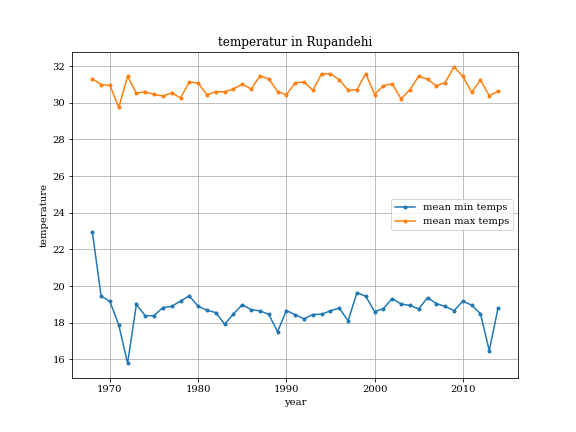 temperatur in Rupandehi
temperature
32
30
28
26
24
22
20
18
16
mean min temps
mean max temps
1970
1980
1990
2000
2010
year